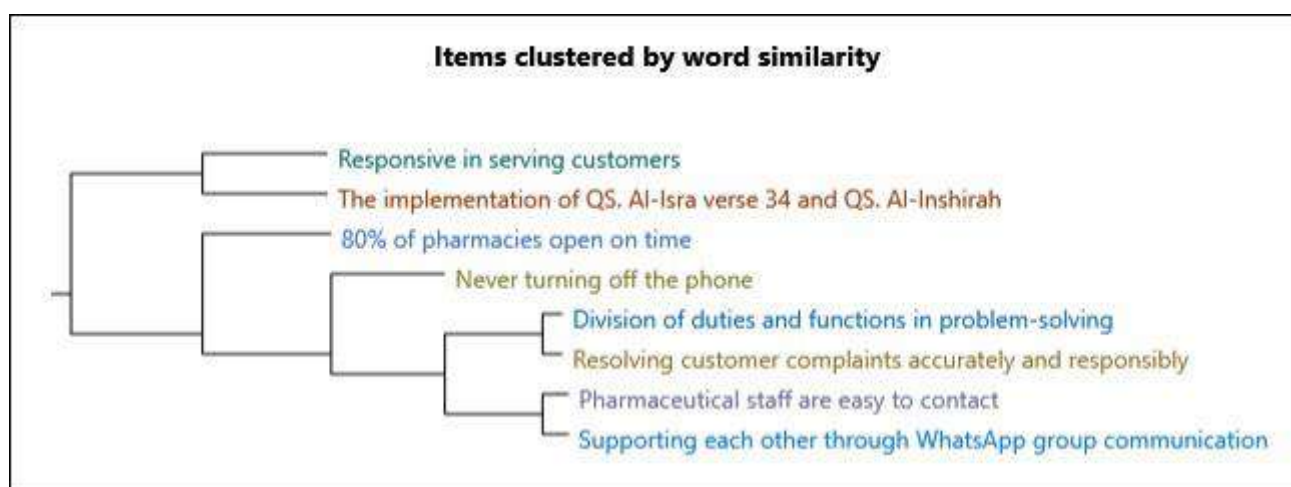 Items clustered by word similarity
Responsive in serving customers
The implementation of QS. Al-Isra verse 34 and QS. Al-Inshirah
80% of pharmacies open on time
Never turning off the phone
Division of duties and functions in problem-solving
Resolving customer complaints accurately and responsibly
Pharmaceutical staff are easy to contact
Supporting each other through WhatsApp group communication